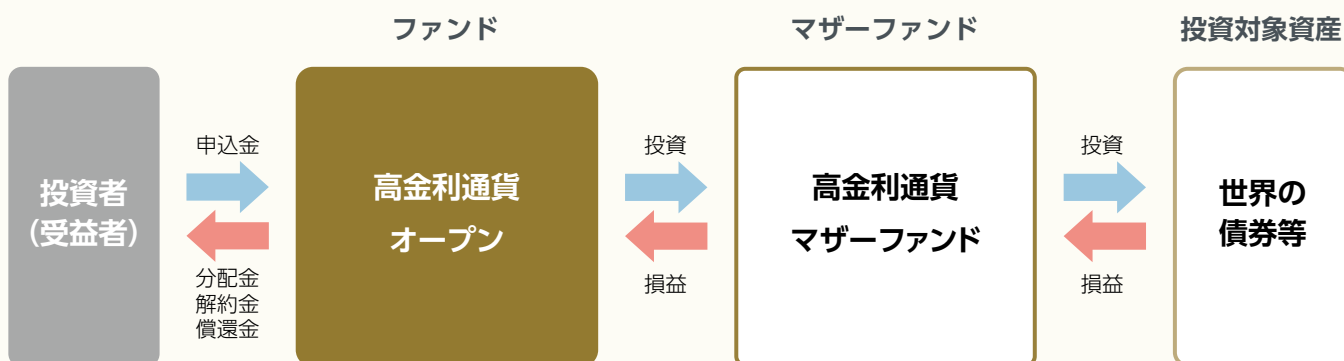 ファンド
マザーファンド
投資対象資産
投資者
（受益者）
申込金
分配金
解約金
償還金
高金利通貨
オープン
投資
損益
高金利通貨
マザーファンド
投資
損益
世界の
債券等